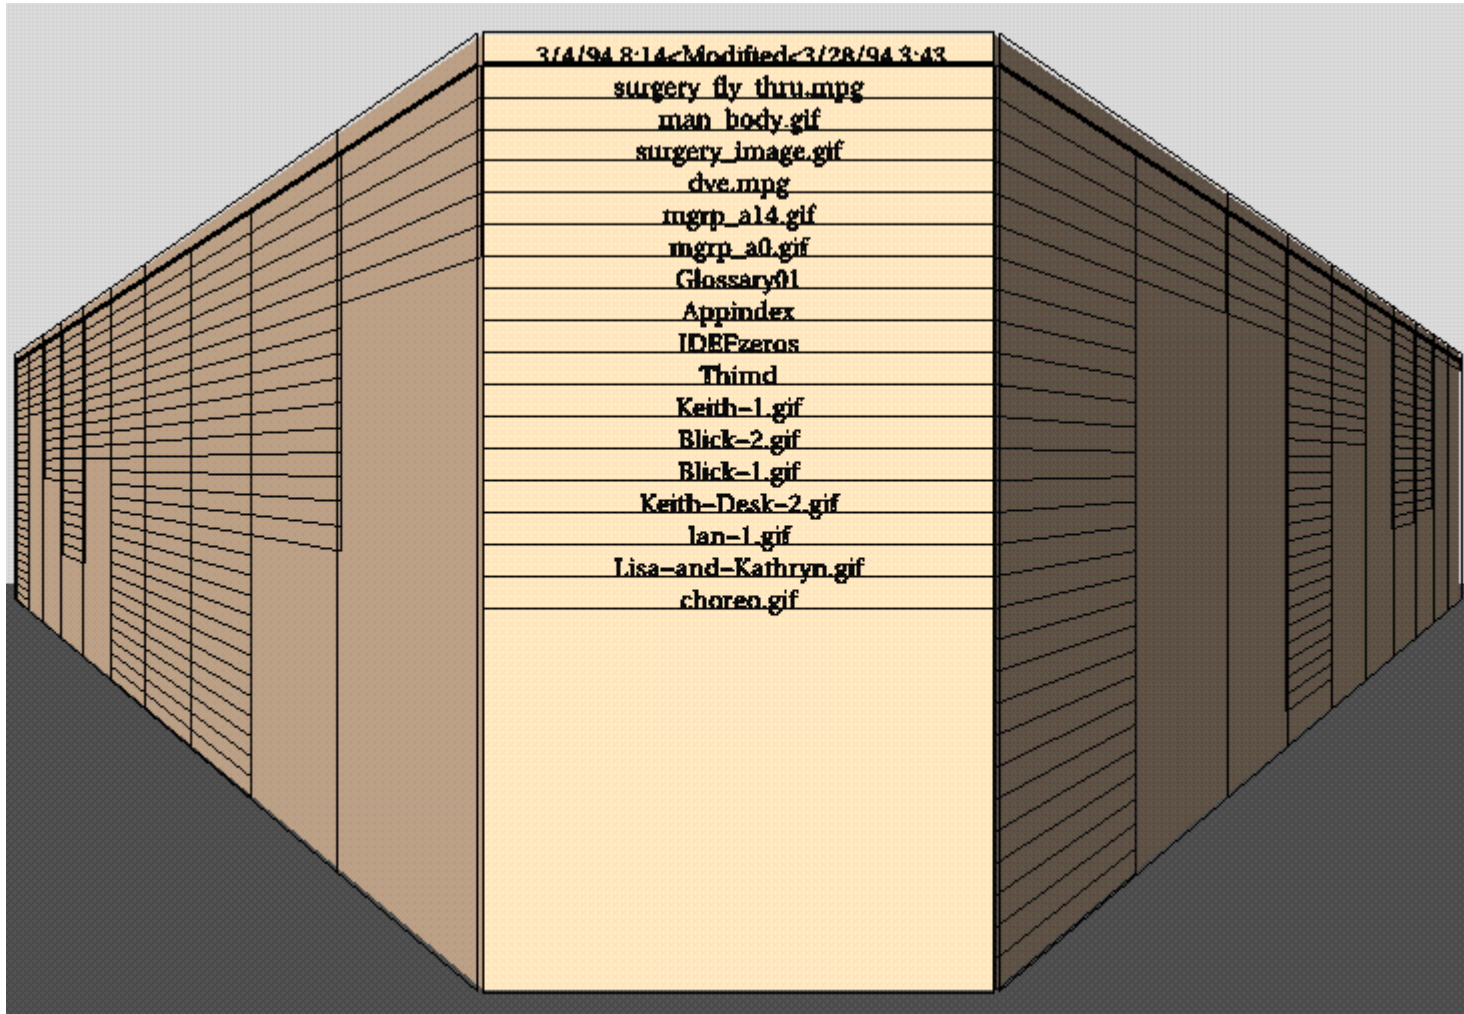 3/4/94 8:14<Modified<3/28/94 3:43
surgery_fly_thru.mpg
man_body.gif
surgery_image.gif
dve.mpg
mgrp_a14.gif
mgrp_a0.gif
Glossary01
Appindex
IDEFzeros
Thimd
Keith-1.gif
Blick-2.gif
Blick-1.gif
Keith-Desk-2.gif
Ian-1.gif
Lisa-and-Kathryn.gif
choreo.gif